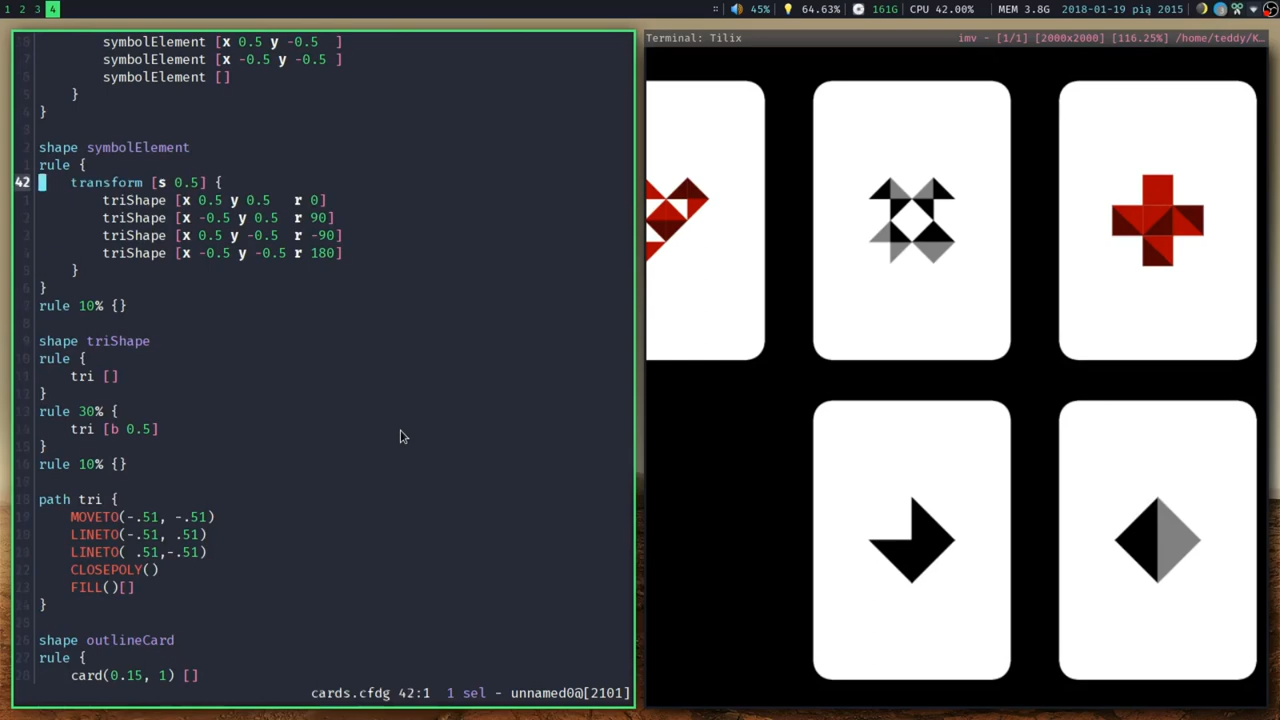 1 2 3 4
45% 64.63% 161G CPU 42.00% MEM 3.8G 2018-01-19 pią 2015
Terminal: Tilix
imv - [1/1] [2000x2000] [116.25%] /home/teddy/K…
symbolElement [x 0.5 y -0.5 ]
symbolElement [x -0.5 y -0.5 ]
symbolElement []
}
}
shape symbolElement
rule {
42 transform [s 0.5] {
triShape [x 0.5 y 0.5 r 0]
triShape [x -0.5 y 0.5 r 90]
triShape [x 0.5 y -0.5 r -90]
triShape [x -0.5 y -0.5 r 180]
}
}
rule 10% {}
shape triShape
rule {
tri []
}
rule 30% {
tri [b 0.5]
}
rule 10% {}
path tri {
MOVETO(-.51, -.51)
LINETO(-.51, .51)
LINETO( .51,-.51)
CLOSEPOLY()
FILL()[]
}
shape outlineCard
rule {
card(0.15, 1) []
cards.cfdg 42:1 1 sel - unnamed0@[2101]